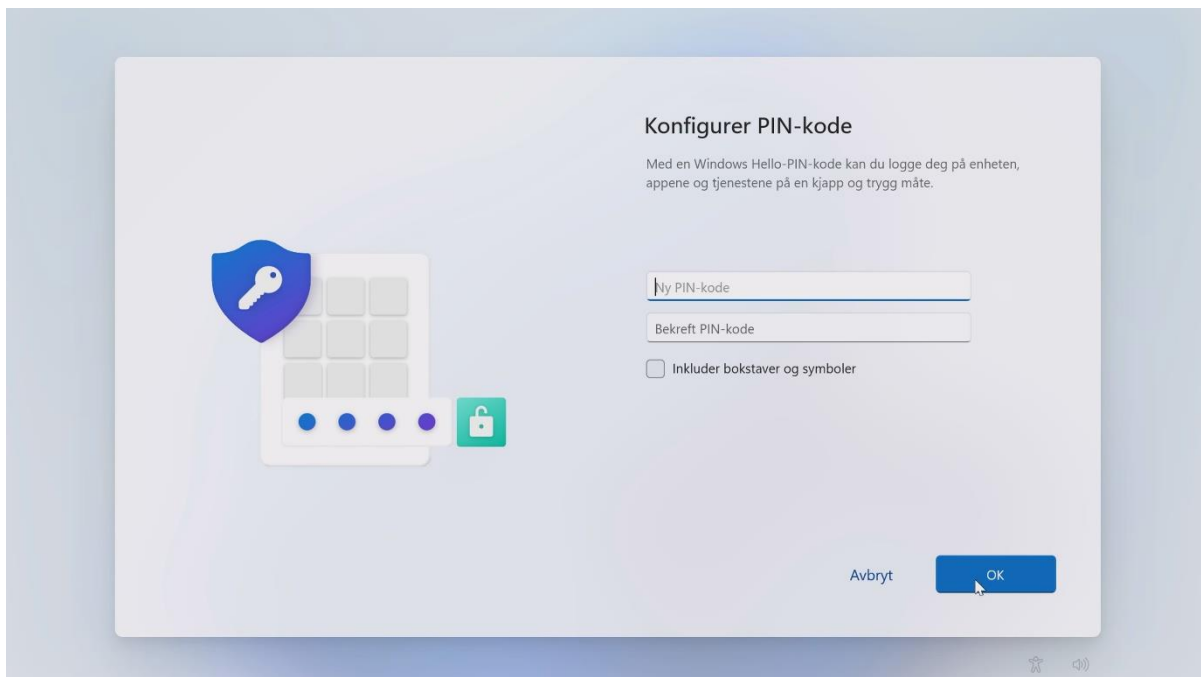 Konfigurer PIN-kode
Med en Windows Hello-PIN-kode kan du logge deg på enheten,
appene og tjenestene på en kjapp og trygg måte.
Ny PIN-kode
Bekreft PIN-kode
Inkluder bokstaver og symboler
Avbryt
OK